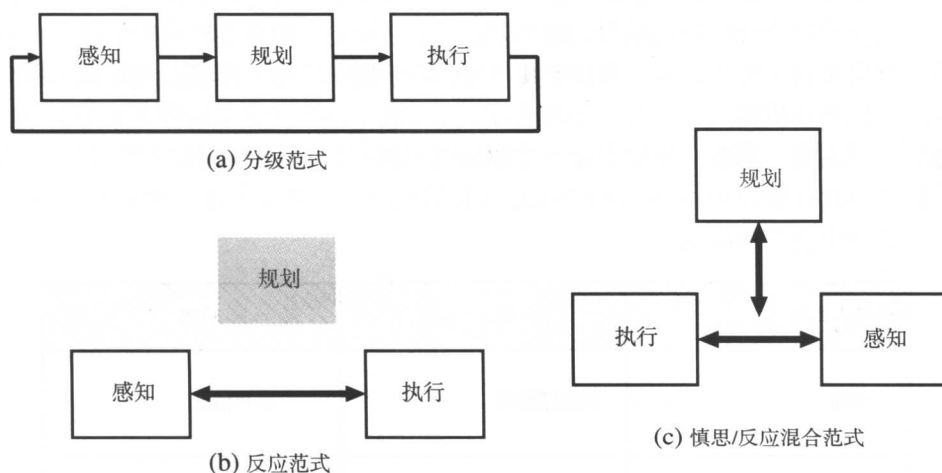 感知
规划
执行
(a) 分级范式
规划
感知
执行
(b) 反应范式
规划
执行
感知
(c) 慎思/反应混合范式